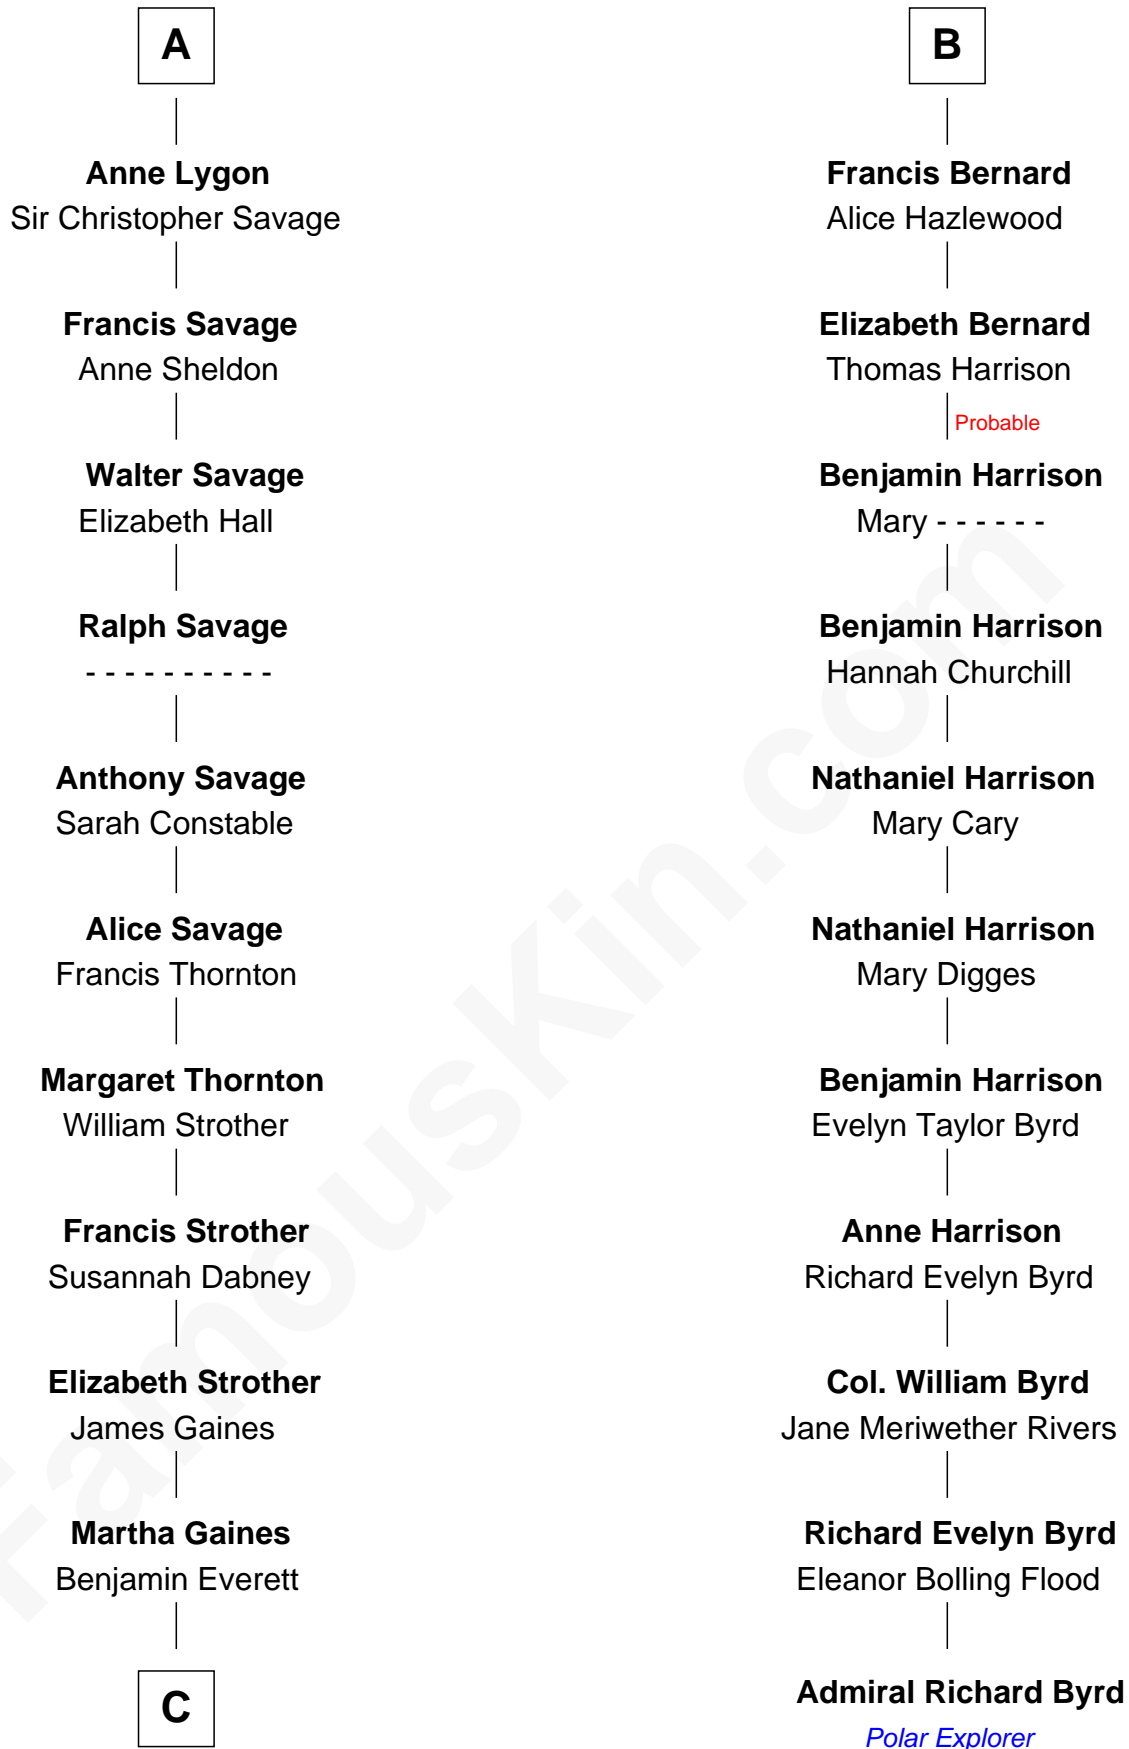 A
Anne Lygon
Sir Christopher Savage
Francis Savage
Anne Sheldon
Walter Savage
Elizabeth Hall
Ralph Savage
- - - - - - - - - -
Anthony Savage
Sarah Constable
Alice Savage
Francis Thornton
Margaret Thornton
William Strother
Francis Strother
Susannah Dabney
Elizabeth Strother
James Gaines
Martha Gaines
Benjamin Everett
C
B
Francis Bernard
Alice Hazlewood
Elizabeth Bernard
Thomas Harrison
Probable
Benjamin Harrison
Mary - - - - - -
Benjamin Harrison
Hannah Churchill
Nathaniel Harrison
Mary Cary
Nathaniel Harrison
Mary Digges
Benjamin Harrison
Evelyn Taylor Byrd
Anne Harrison
Richard Evelyn Byrd
Col. William Byrd
Jane Meriwether Rivers
Richard Evelyn Byrd
Eleanor Bolling Flood
Admiral Richard Byrd
Polar Explorer
FamousKin.com